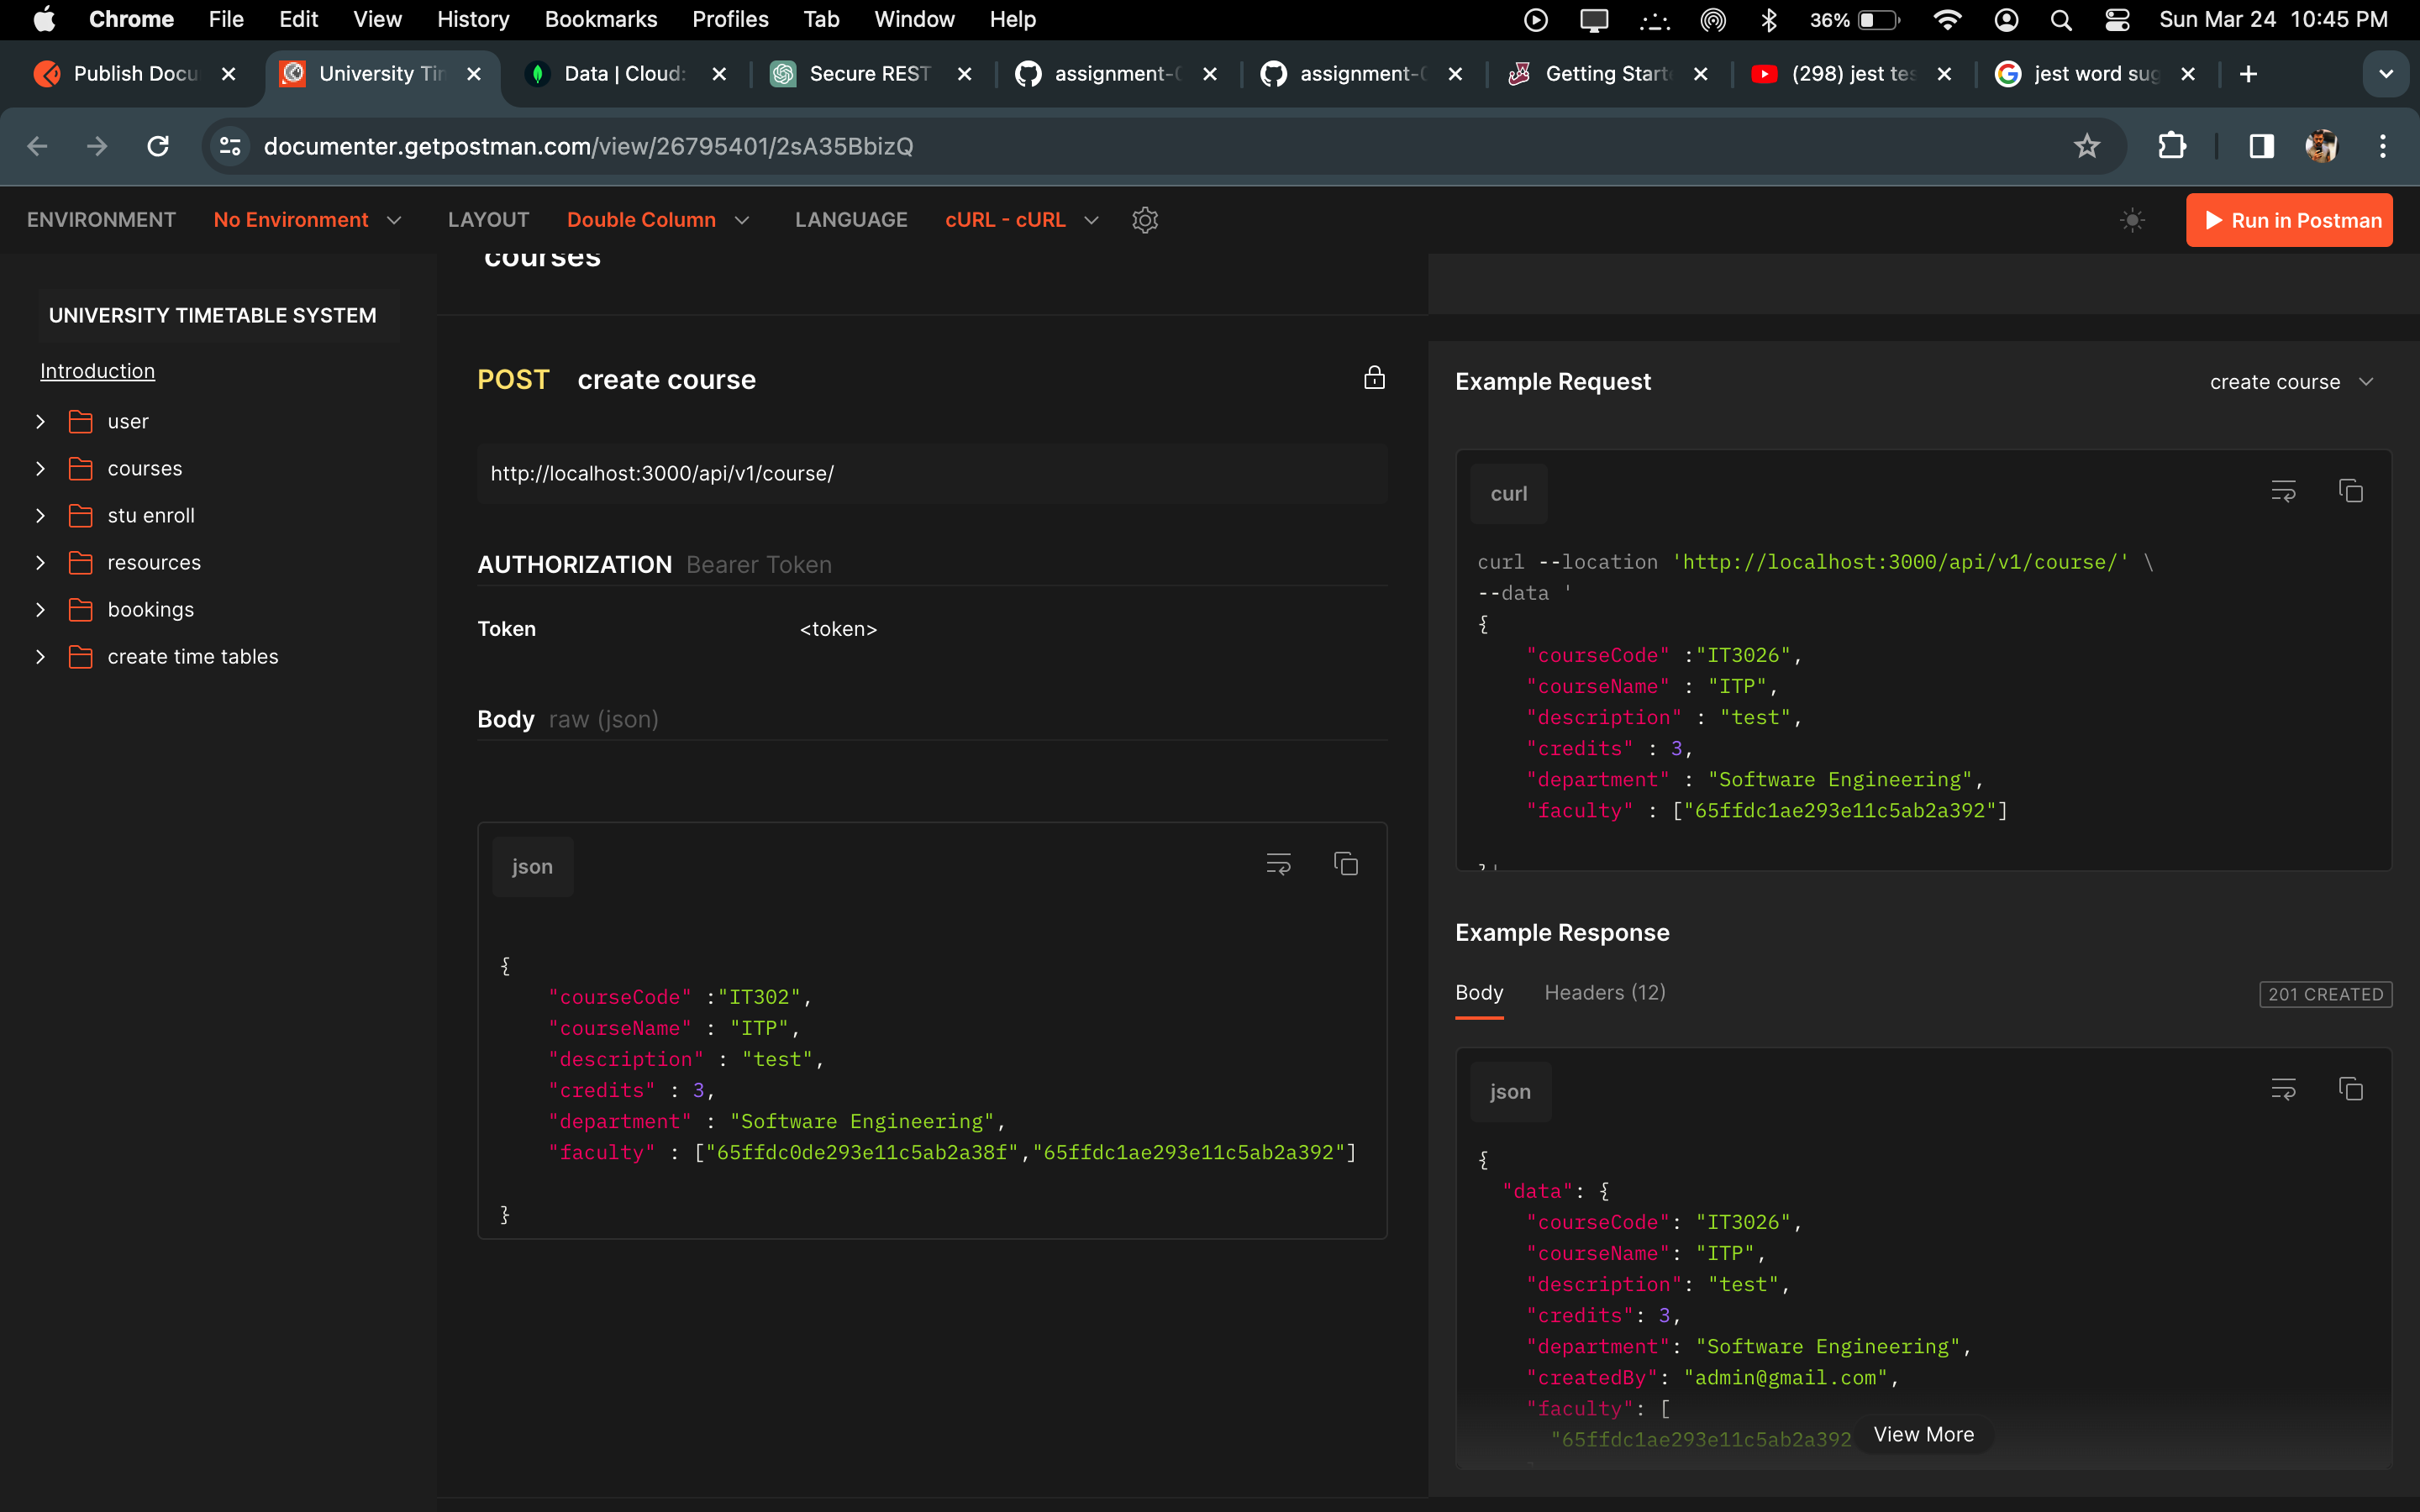 Chrome File Edit View History Bookmarks Profiles Tab Window Help 36% Sun Mar 24 10:45 PM
Publish Docu University Tim Data | Cloud: Secure REST assignment-0 assignment-0 Getting Starte (298) jest tes jest word sug
documenter.getpostman.com/view/26795401/2sA35BbizQ
ENVIRONMENT No Environment LAYOUT Double Column LANGUAGE cURL - cURL Run in Postman
UNIVERSITY TIMETABLE SYSTEM
Introduction
user
courses
stu enroll
resources
bookings
create time tables
courses
POST create course
http://localhost:3000/api/v1/course/
AUTHORIZATION Bearer Token
Token <token>
Body raw (json)
json
{
"courseCode" :"IT302",
"courseName" : "ITP",
"description" : "test",
"credits" : 3,
"department" : "Software Engineering",
"faculty" : ["65ffdc0de293e11c5ab2a38f","65ffdc1ae293e11c5ab2a392"]
}
Example Request create course
curl
curl --location 'http://localhost:3000/api/v1/course/' \
--data '
{
"courseCode" :"IT3026",
"courseName" : "ITP",
"description" : "test",
"credits" : 3,
"department" : "Software Engineering",
"faculty" : ["65ffdc1ae293e11c5ab2a392"]
}'
Example Response
Body Headers (12) 201 CREATED
json
{
"data": {
"courseCode": "IT3026",
"courseName": "ITP",
"description": "test",
"credits": 3,
"department": "Software Engineering",
"createdBy": "admin@gmail.com",
"faculty": [
"65ffdc1ae293e11c5ab2a392
View More